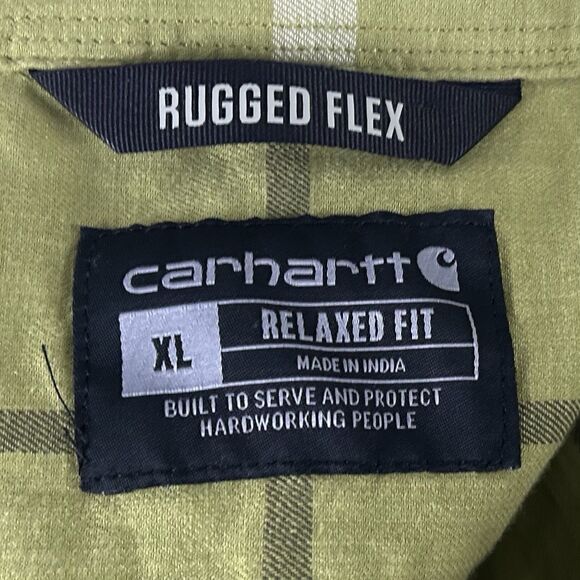 RUGGED FLEX
carhartt
XL
RELAXED FIT
MADE IN INDIA
BUILT TO SERVE AND PROTECT
HARDWORKING PEOPLE